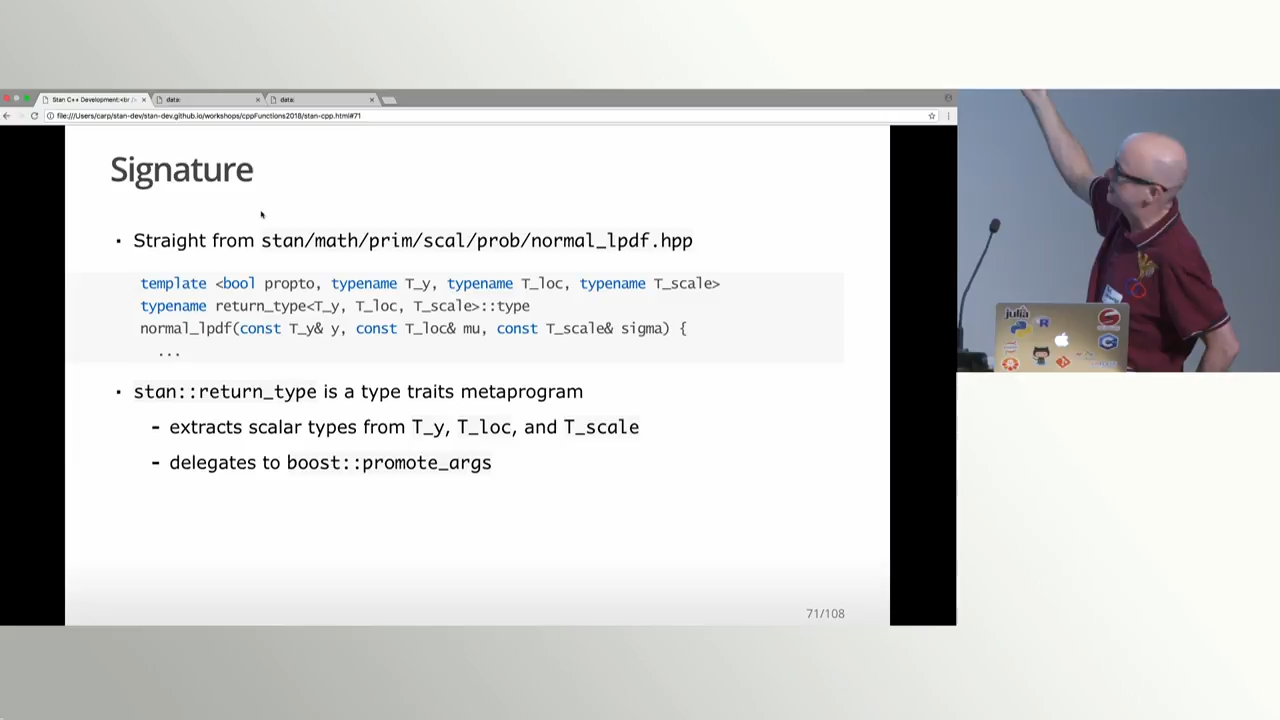 Stan C++ Development:<br /> data: data:
file:///Users/carp/stan-dev/stan-dev.github.io/workshops/cppFunctions2018/stan-cpp.html#71
Signature
· Straight from stan/math/prim/scal/prob/normal_lpdf.hpp
template <bool propto, typename T_y, typename T_loc, typename T_scale>
typename return_type<T_y, T_loc, T_scale>::type
normal_lpdf(const T_y& y, const T_loc& mu, const T_scale& sigma) {
...
· stan::return_type is a type traits metaprogram
- extracts scalar types from T_y, T_loc, and T_scale
- delegates to boost::promote_args
71/108
julia
R
S
C